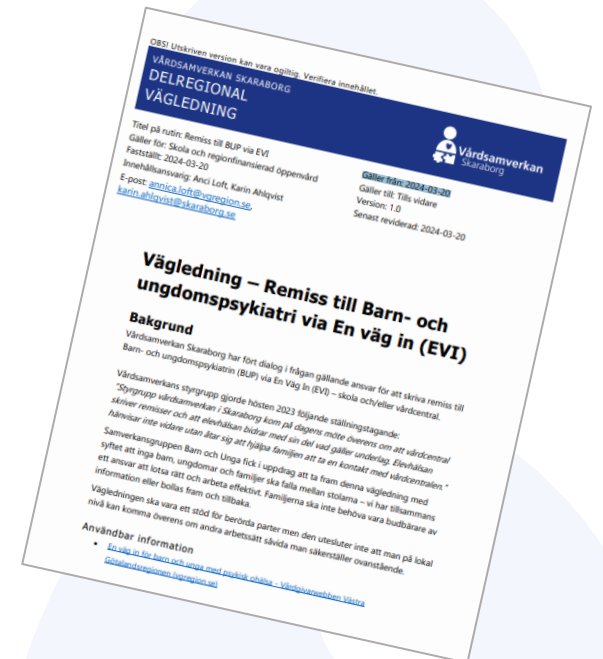 OBS! Utskriven version kan vara ogiltig. Verifiera innehållet.
VÅRDSAMVERKAN SKARABORG
DELREGIONAL
VÄGLEDNING
Vårdsamverkan
Skaraborg
Titel på rutin: Remiss till BUP via EVI
Gäller för: Skola och regionfinansierad öppenvård
Fastställt: 2024-03-20
Innehållsansvarig: Anci Loft, Karin Ahlqvist
E-post: annica.loft@vgregion.se,
karin.ahlqvist@skaraborg.se
Gäller från: 2024-03-20
Gäller till: Tills vidare
Version: 1.0
Senast reviderad: 2024-03-20
Vägledning – Remiss till Barn- och
ungdomspsykiatri via En väg in (EVI)
Bakgrund
Vårdsamverkan Skaraborg har fört dialog i frågan gällande ansvar för att skriva remiss till
Barn- och ungdomspsykiatrin (BUP) via En Väg In (EVI) – skola och/eller vårdcentral.
Vårdsamverkans styrgrupp gjorde hösten 2023 följande ställningstagande:
"Styrgrupp vårdsamverkan i Skaraborg kom på dagens möte överens om att vårdcentral
skriver remisser och att elevhälsan bidrar med sin del vad gäller underlag. Elevhälsan
hänvisar inte vidare utan åtar sig att hjälpa familjen att ta en kontakt med vårdcentralen."
Samverkansgruppen Barn och Unga fick i uppdrag att ta fram denna vägledning med
syftet att inga barn, ungdomar och familjer ska falla mellan stolarna – vi har tillsammans
ett ansvar att lotsa rätt och arbeta effektivt. Familjerna ska inte behöva vara budbärare av
information eller bollas fram och tillbaka.
Vägledningen ska vara ett stöd för berörda parter men den utesluter inte att man på lokal
nivå kan komma överens om andra arbetssätt såvida man säkerställer ovanstående.
Användbar information
• En väg in för barn och unga med psykisk ohälsa - Vårdgivarwebben Västra
Götalandsregionen (vgregion.se)